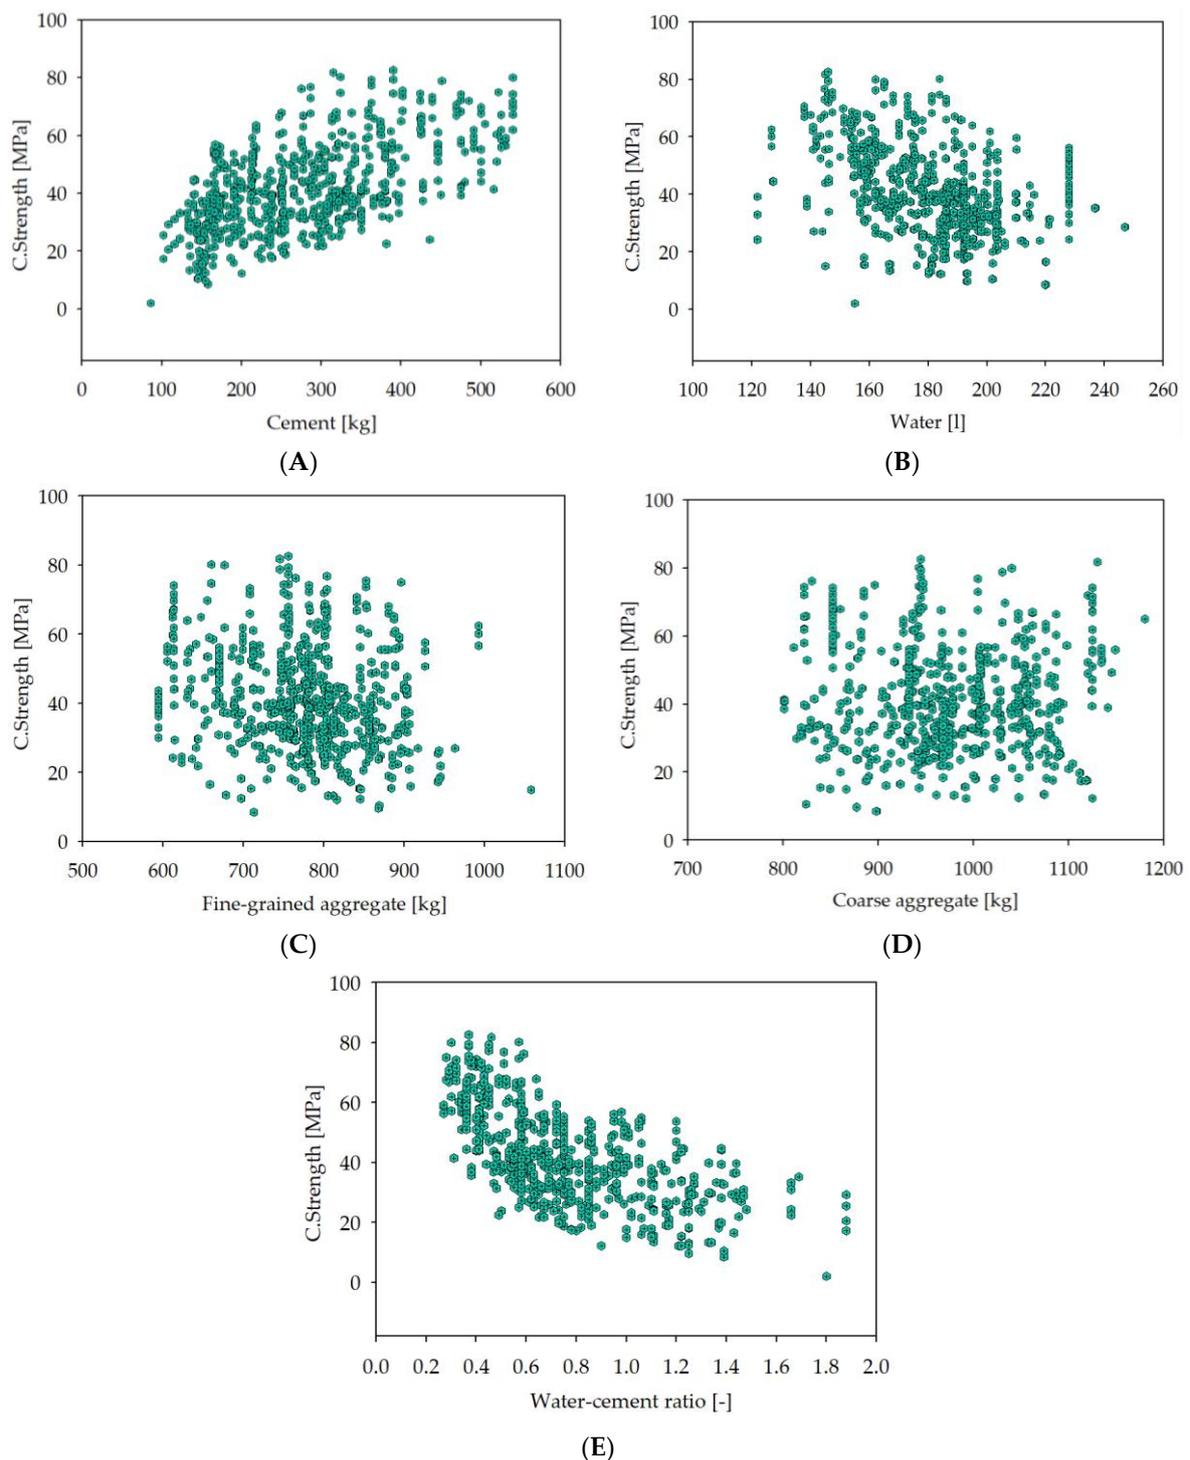 100
80
60
40
20
0
C.Strength [MPa]
0 100 200 300 400 500 600
Cement [kg]
(A)
100
80
60
40
20
0
C.Strength [MPa]
100 120 140 160 180 200 220 240 260
Water [l]
(B)
100
80
60
40
20
0
C.Strength [MPa]
500 600 700 800 900 1000 1100
Fine-grained aggregate [kg]
(C)
100
80
60
40
20
0
C.Strength [MPa]
700 800 900 1000 1100 1200
Coarse aggregate [kg]
(D)
100
80
60
40
20
0
C.Strength [MPa]
0.0 0.2 0.4 0.6 0.8 1.0 1.2 1.4 1.6 1.8 2.0
Water-cement ratio [-]
(E)